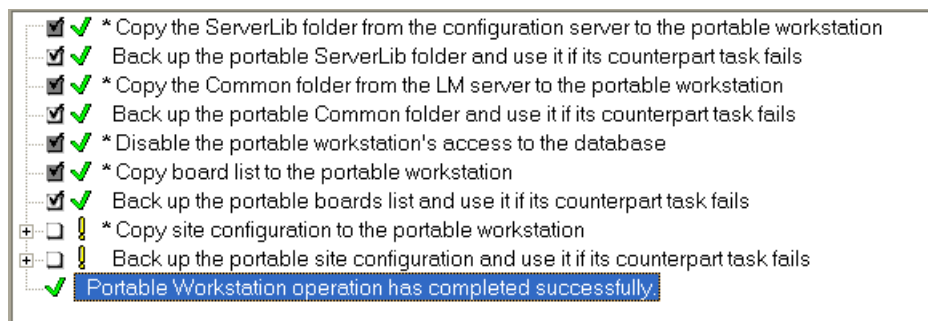 * Copy the ServerLib folder from the configuration server to the portable workstation
Back up the portable ServerLib folder and use it if its counterpart task fails
* Copy the Common folder from the LM server to the portable workstation
Back up the portable Common folder and use it if its counterpart task fails
* Disable the portable workstation's access to the database
* Copy board list to the portable workstation
Back up the portable boards list and use it if its counterpart task fails
* Copy site configuration to the portable workstation
Back up the portable site configuration and use it if its counterpart task fails
Portable Workstation operation has completed successfully.